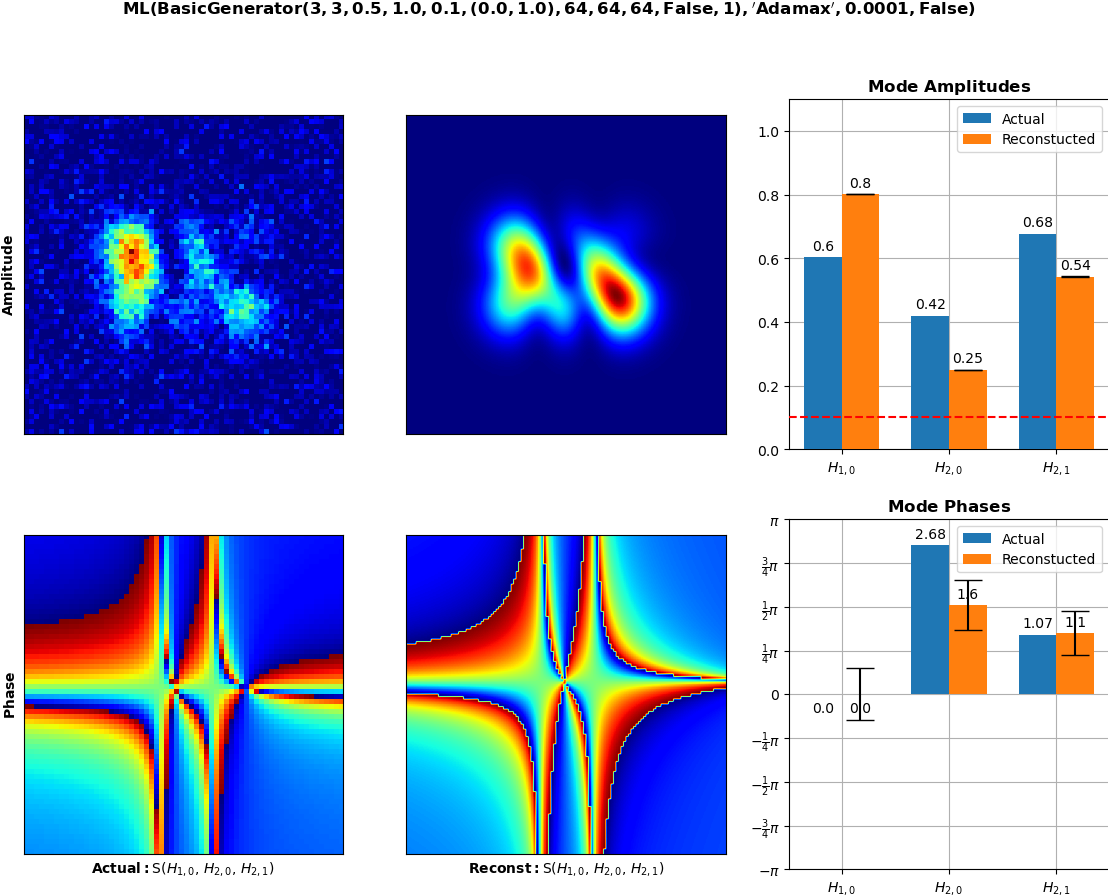 ML(BasicGenerator(3, 3, 0.5, 1.0, 0.1, (0.0, 1.0), 64, 64, 64, False, 1), ′Adamax′, 0.0001, False)
Amplitude
Mode Amplitudes
Actual
Reconstucted
1.0
0.8
0.6
0.4
0.2
0.0
0.6
0.8
0.42
0.25
0.68
0.54
H1,0
H2,0
H2,1
Phase
Actual: S(H1,0, H2,0, H2,1)
Reconst: S(H1,0, H2,0, H2,1)
Mode Phases
Actual
Reconstucted
π
3/4π
1/2π
1/4π
0
−1/4π
−1/2π
−3/4π
−π
0.0
0.0
2.68
1.6
1.07
1.1
H1,0
H2,0
H2,1